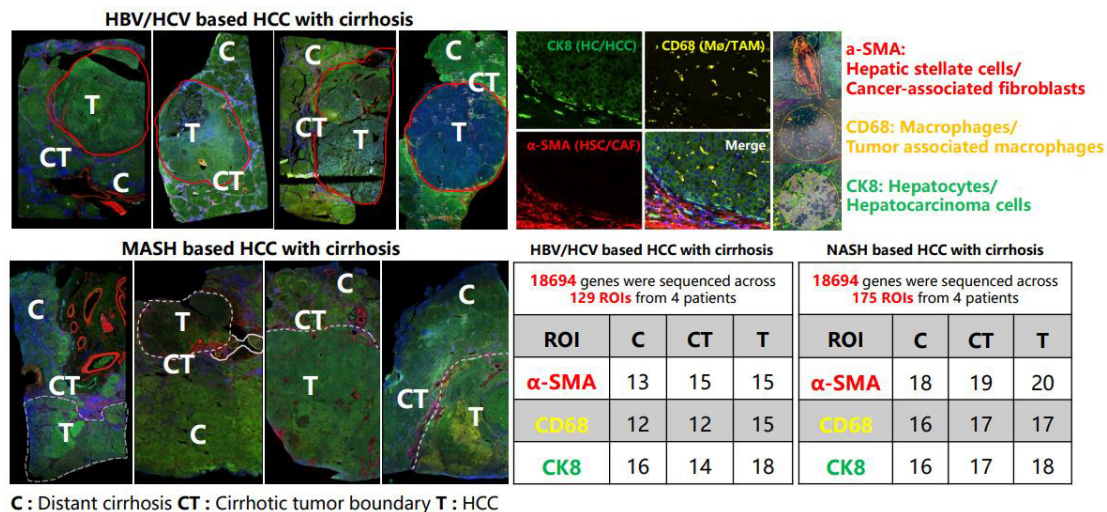 HBV/HCV based HCC with cirrhosis
C
T
CT
C
C
T
CT
C
CT
T
C
CT
T
CK8 (HC/HCC)
CD68 (Mø/TAM)
α-SMA (HSC/CAF)
Merge
a-SMA:
Hepatic stellate cells/
Cancer-associated fibroblasts
CD68: Macrophages/
Tumor associated macrophages
CK8: Hepatocytes/
Hepatocarcinoma cells
MASH based HCC with cirrhosis
C
CT
T
T
CT
C
C
CT
T
C
CT
T
HBV/HCV based HCC with cirrhosis
18694 genes were sequenced across
129 ROIs from 4 patients
ROI C CT T
α-SMA 13 15 15
CD68 12 12 15
CK8 16 14 18
NASH based HCC with cirrhosis
18694 genes were sequenced across
175 ROIs from 4 patients
ROI C CT T
α-SMA 18 19 20
CD68 16 17 17
CK8 16 17 18
C : Distant cirrhosis CT : Cirrhotic tumor boundary T : HCC